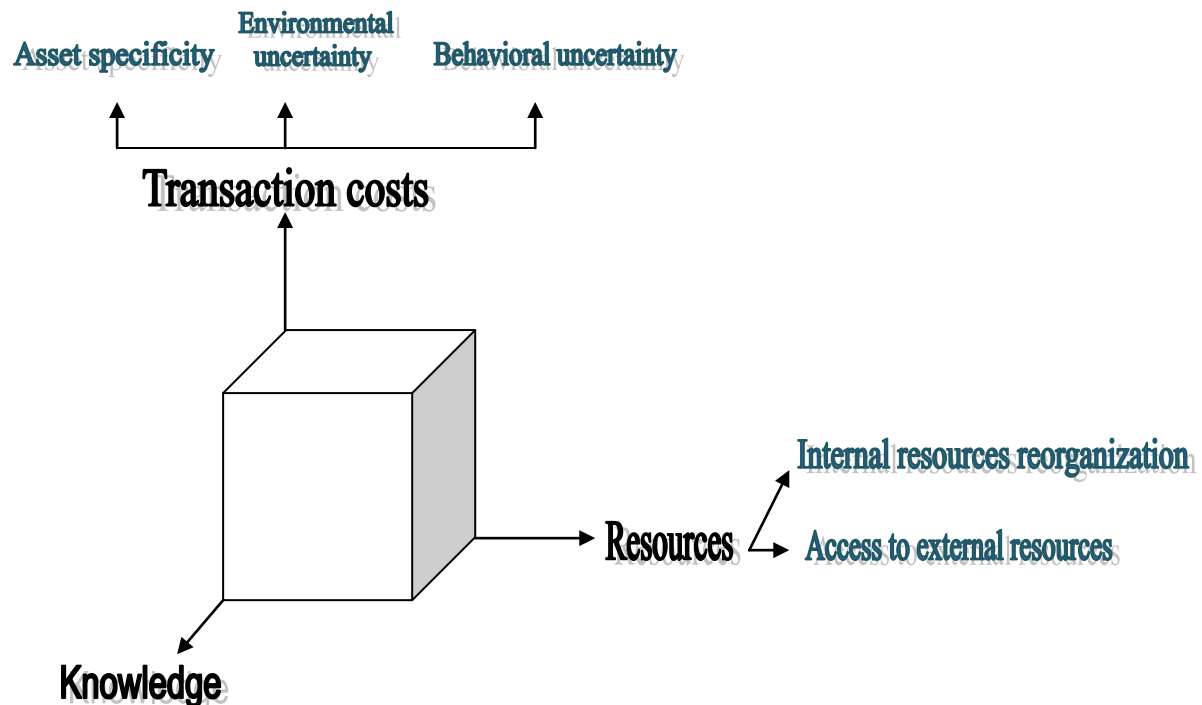 Asset specificity
Environmental
uncertainty
Behavioral uncertainty
Transaction costs
Internal resources reorganization
Resources
Access to external resources
Knowledge